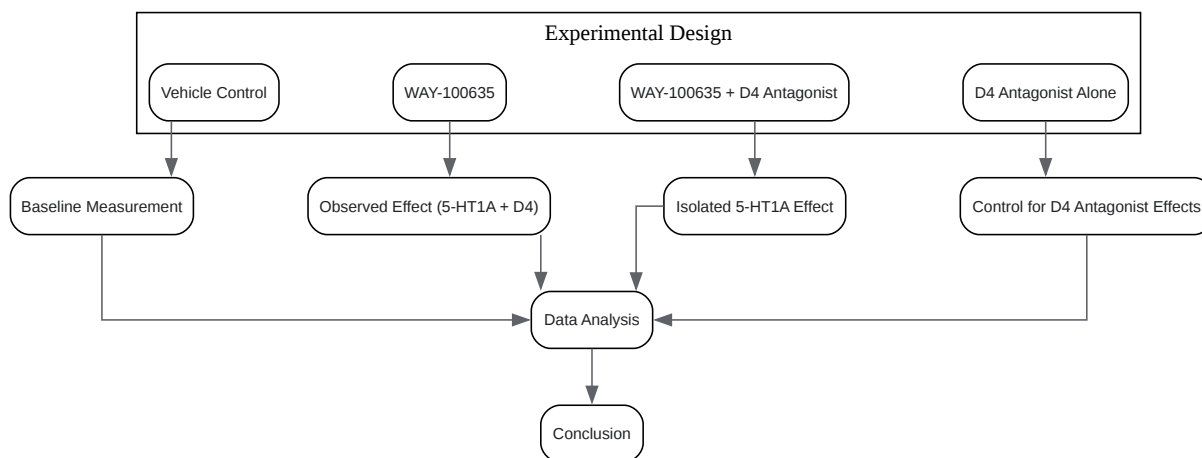 Experimental Design
Vehicle Control
WAY-100635
WAY-100635 + D4 Antagonist
D4 Antagonist Alone
Baseline Measurement
Observed Effect (5-HT1A + D4)
Isolated 5-HT1A Effect
Control for D4 Antagonist Effects
Data Analysis
Conclusion